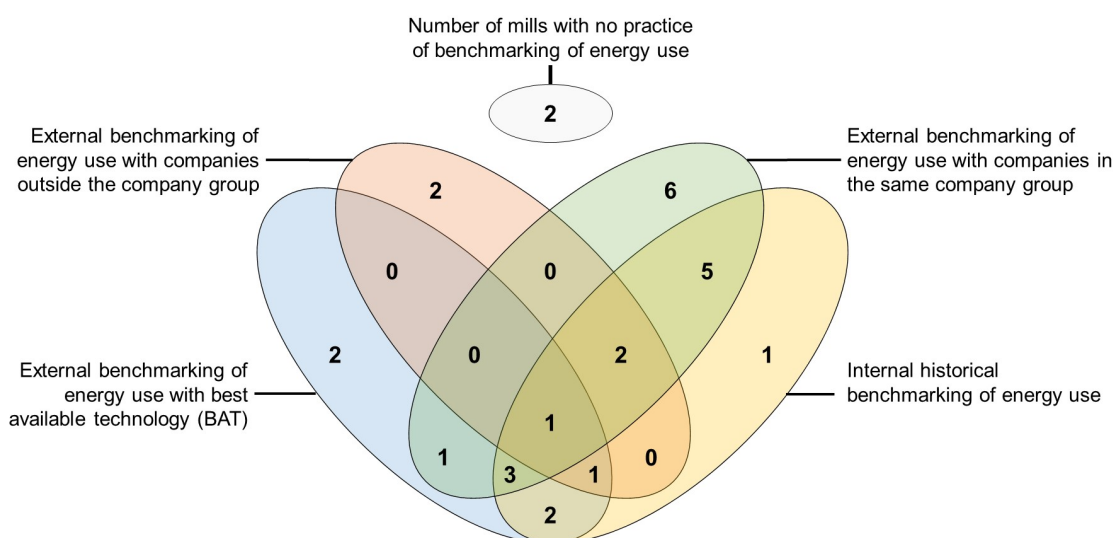 Number of mills with no practice
of benchmarking of energy use
2
External benchmarking of
energy use with companies
outside the company group
External benchmarking of
energy use with companies in
the same company group
2
6
0
0
5
2
0
2
1
External benchmarking of
energy use with best
available technology (BAT)
Internal historical
benchmarking of energy use
1
1
3
1
0
2